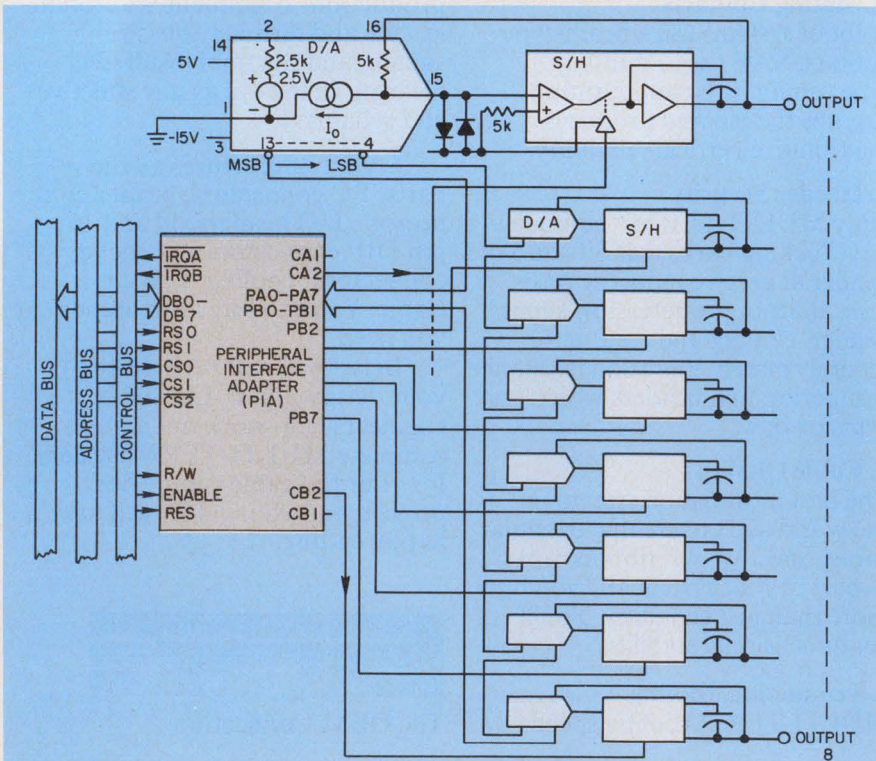 2
16
D/A
14
5V
2.5k
5k
2.5V
15
S/H
1
I₀
5k
OUTPUT
1
-15V
3
13
4
MSB
LSB
D/A
S/H
IRQA
CA1
IRQB
CA2
DB0-
DB7
PA0-PA7
PB0-PB1
RS0
PB2
RS1
PERIPHERAL
CS0
INTERFACE
CS1
ADAPTER
CS2
(PIA)
PB7
DATA BUS
ADDRESS BUS
CONTROL BUS
R/W
ENABLE
CB2
RES
CB1
OUTPUT
8